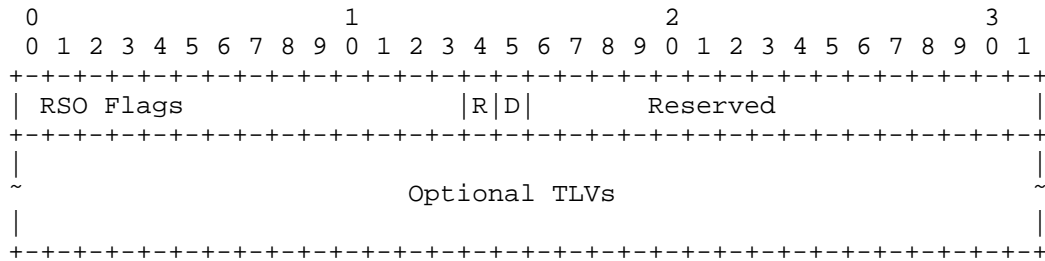 0                   1                   2                   3
 0 1 2 3 4 5 6 7 8 9 0 1 2 3 4 5 6 7 8 9 0 1 2 3 4 5 6 7 8 9 0 1
+-+-+-+-+-+-+-+-+-+-+-+-+-+-+-+-+-+-+-+-+-+-+-+-+-+-+-+-+-+-+-+-+
| RSO Flags                 |R|D|       Reserved                |
+-+-+-+-+-+-+-+-+-+-+-+-+-+-+-+-+-+-+-+-+-+-+-+-+-+-+-+-+-+-+-+-+
|                                                               |
~                        Optional TLVs                          ~
|                                                               |
+-+-+-+-+-+-+-+-+-+-+-+-+-+-+-+-+-+-+-+-+-+-+-+-+-+-+-+-+-+-+-+-+